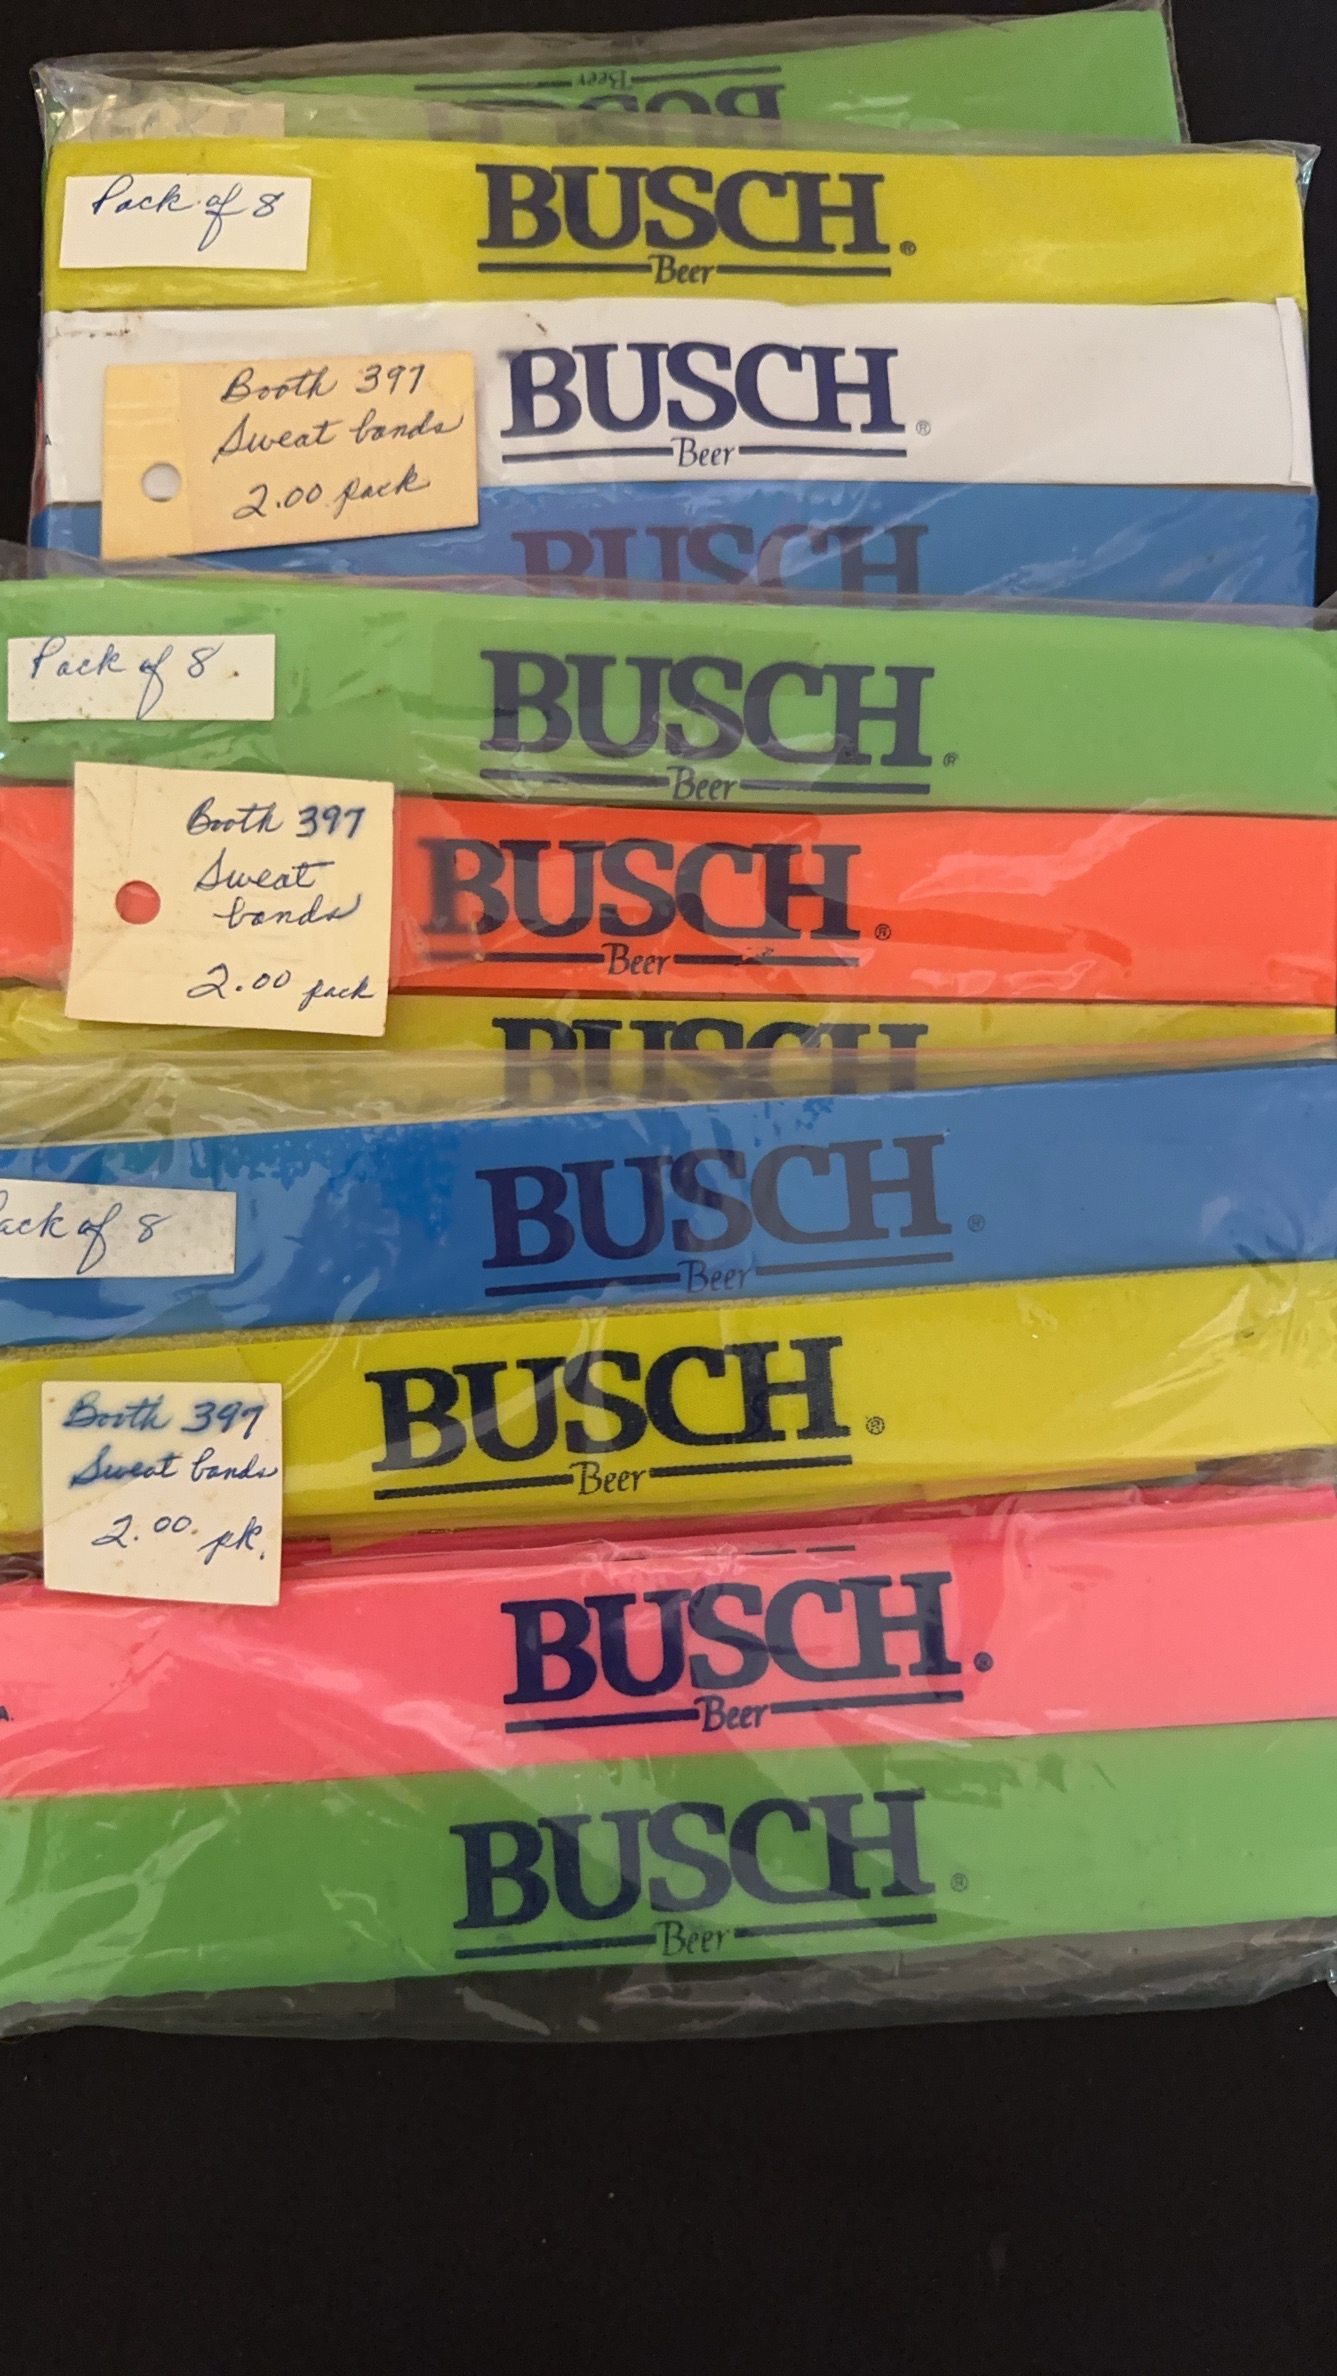 Beer
BUSCH
Pack of 8
BUSCH®
Beer
Booth 397
Sweat bands
2.00 pack
BUSCH®
Beer
BUSCH
Pack of 8
BUSCH®
Beer
Booth 397
Sweat
bands
2.00 pack
BUSCH®
Beer
BUSCH
BUSCH®
Beer
ack of 8
BUSCH®
Beer
Booth 397
Sweat bands
2.00 pk.
BUSCH®
Beer
A.
BUSCH®
Beer